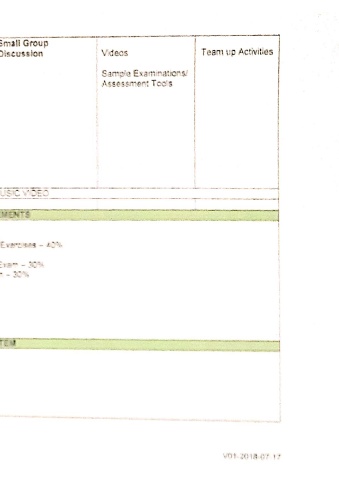 Small Group
Discussion
Videos
Sample Examinations/
Assessment Tools
Team up Activities
USIC VIDEO
MENTS
Exercises – 40%
Exam – 30%
– 30%
TEM
V01-2018-07-17